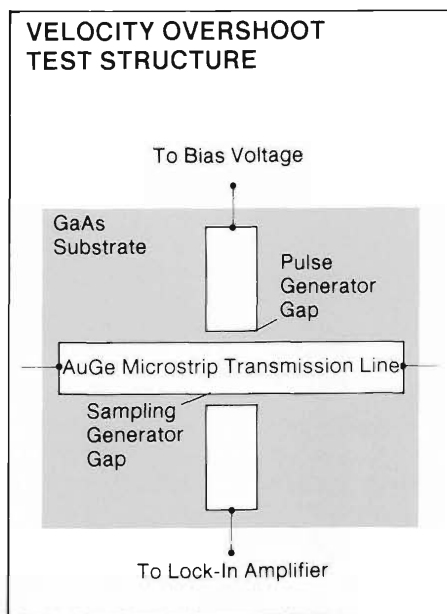 VELOCITY OVERSHOOT
TEST STRUCTURE
To Bias Voltage
GaAs
Substrate
Pulse
Generator
Gap
AuGe Microstrip Transmission Line
Sampling
Generator
Gap
To Lock-In Amplifier